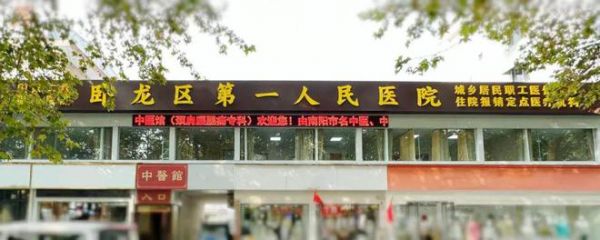 卧龙区第一人民医院
城乡居民职工医
住院报销定点医
中医馆（颈肩腰腿痛专科）欢迎您！由南阳市名中医、中
中醫館
入口